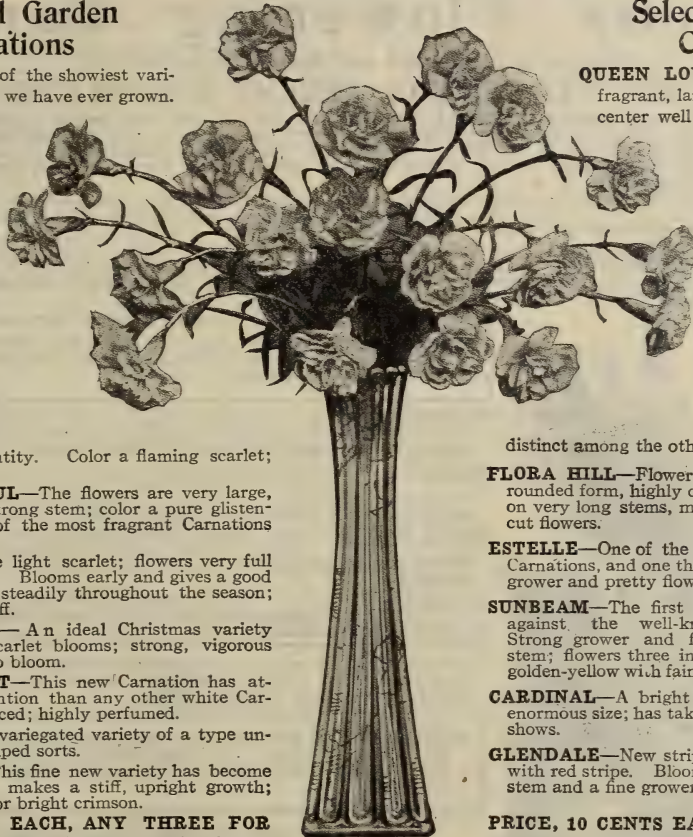 d Garden
ations
of the showiest vari-
we have ever grown.
ntity. Color a flaming scarlet;
UL—The flowers are very large,
rong stem; color a pure glisten-
of the most fragrant Carnations
e light scarlet; flowers very full
Blooms early and gives a good
steadily throughout the season;
ff.
—An ideal Christmas variety
carlet blooms; strong, vigorous
o bloom.
T—This new Carnation has at-
ntion than any other white Car-
ced; highly perfumed.
variegated variety of a type un-
ped sorts.
This fine new variety has become
makes a stiff, upright growth;
or bright crimson.
EACH, ANY THREE FOR
Selec
C
QUEEN LOU
fragrant, la
center well
distinct among the oth
FLORA HILL—Flower
rounded form, highly c
on very long stems, m
cut flowers.
ESTELLE—One of the
Carnations, and one th
grower and pretty flow
SUNBEAM—The first
against the well-kn
Strong grower and f
stem; flowers three in
golden-yellow with fain
CARDINAL—A bright
enormous size; has tak
shows.
GLENDALE—New strip
with red stripe. Bloom
stem and a fine grower
PRICE, 10 CENTS EA